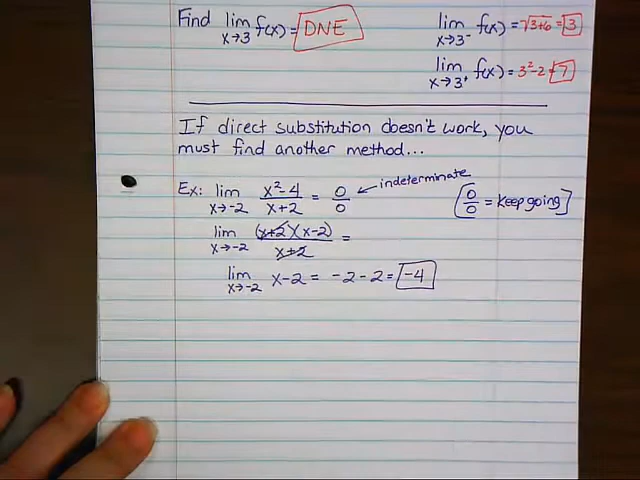 Find lim x→3 f(x) = DNE
lim x→3⁻ f(x) = √3+6 = 3
lim x→3⁺ f(x) = 3²-2 = 7
If direct substitution doesn't work, you
must find another method...
Ex: lim x→-2 x²-4 / x+2 = 0/0 ← indeterminate
[0/0 = keep going]
lim x→-2 (x+2)(x-2) / x+2 =
lim x→-2 x-2 = -2-2 = -4